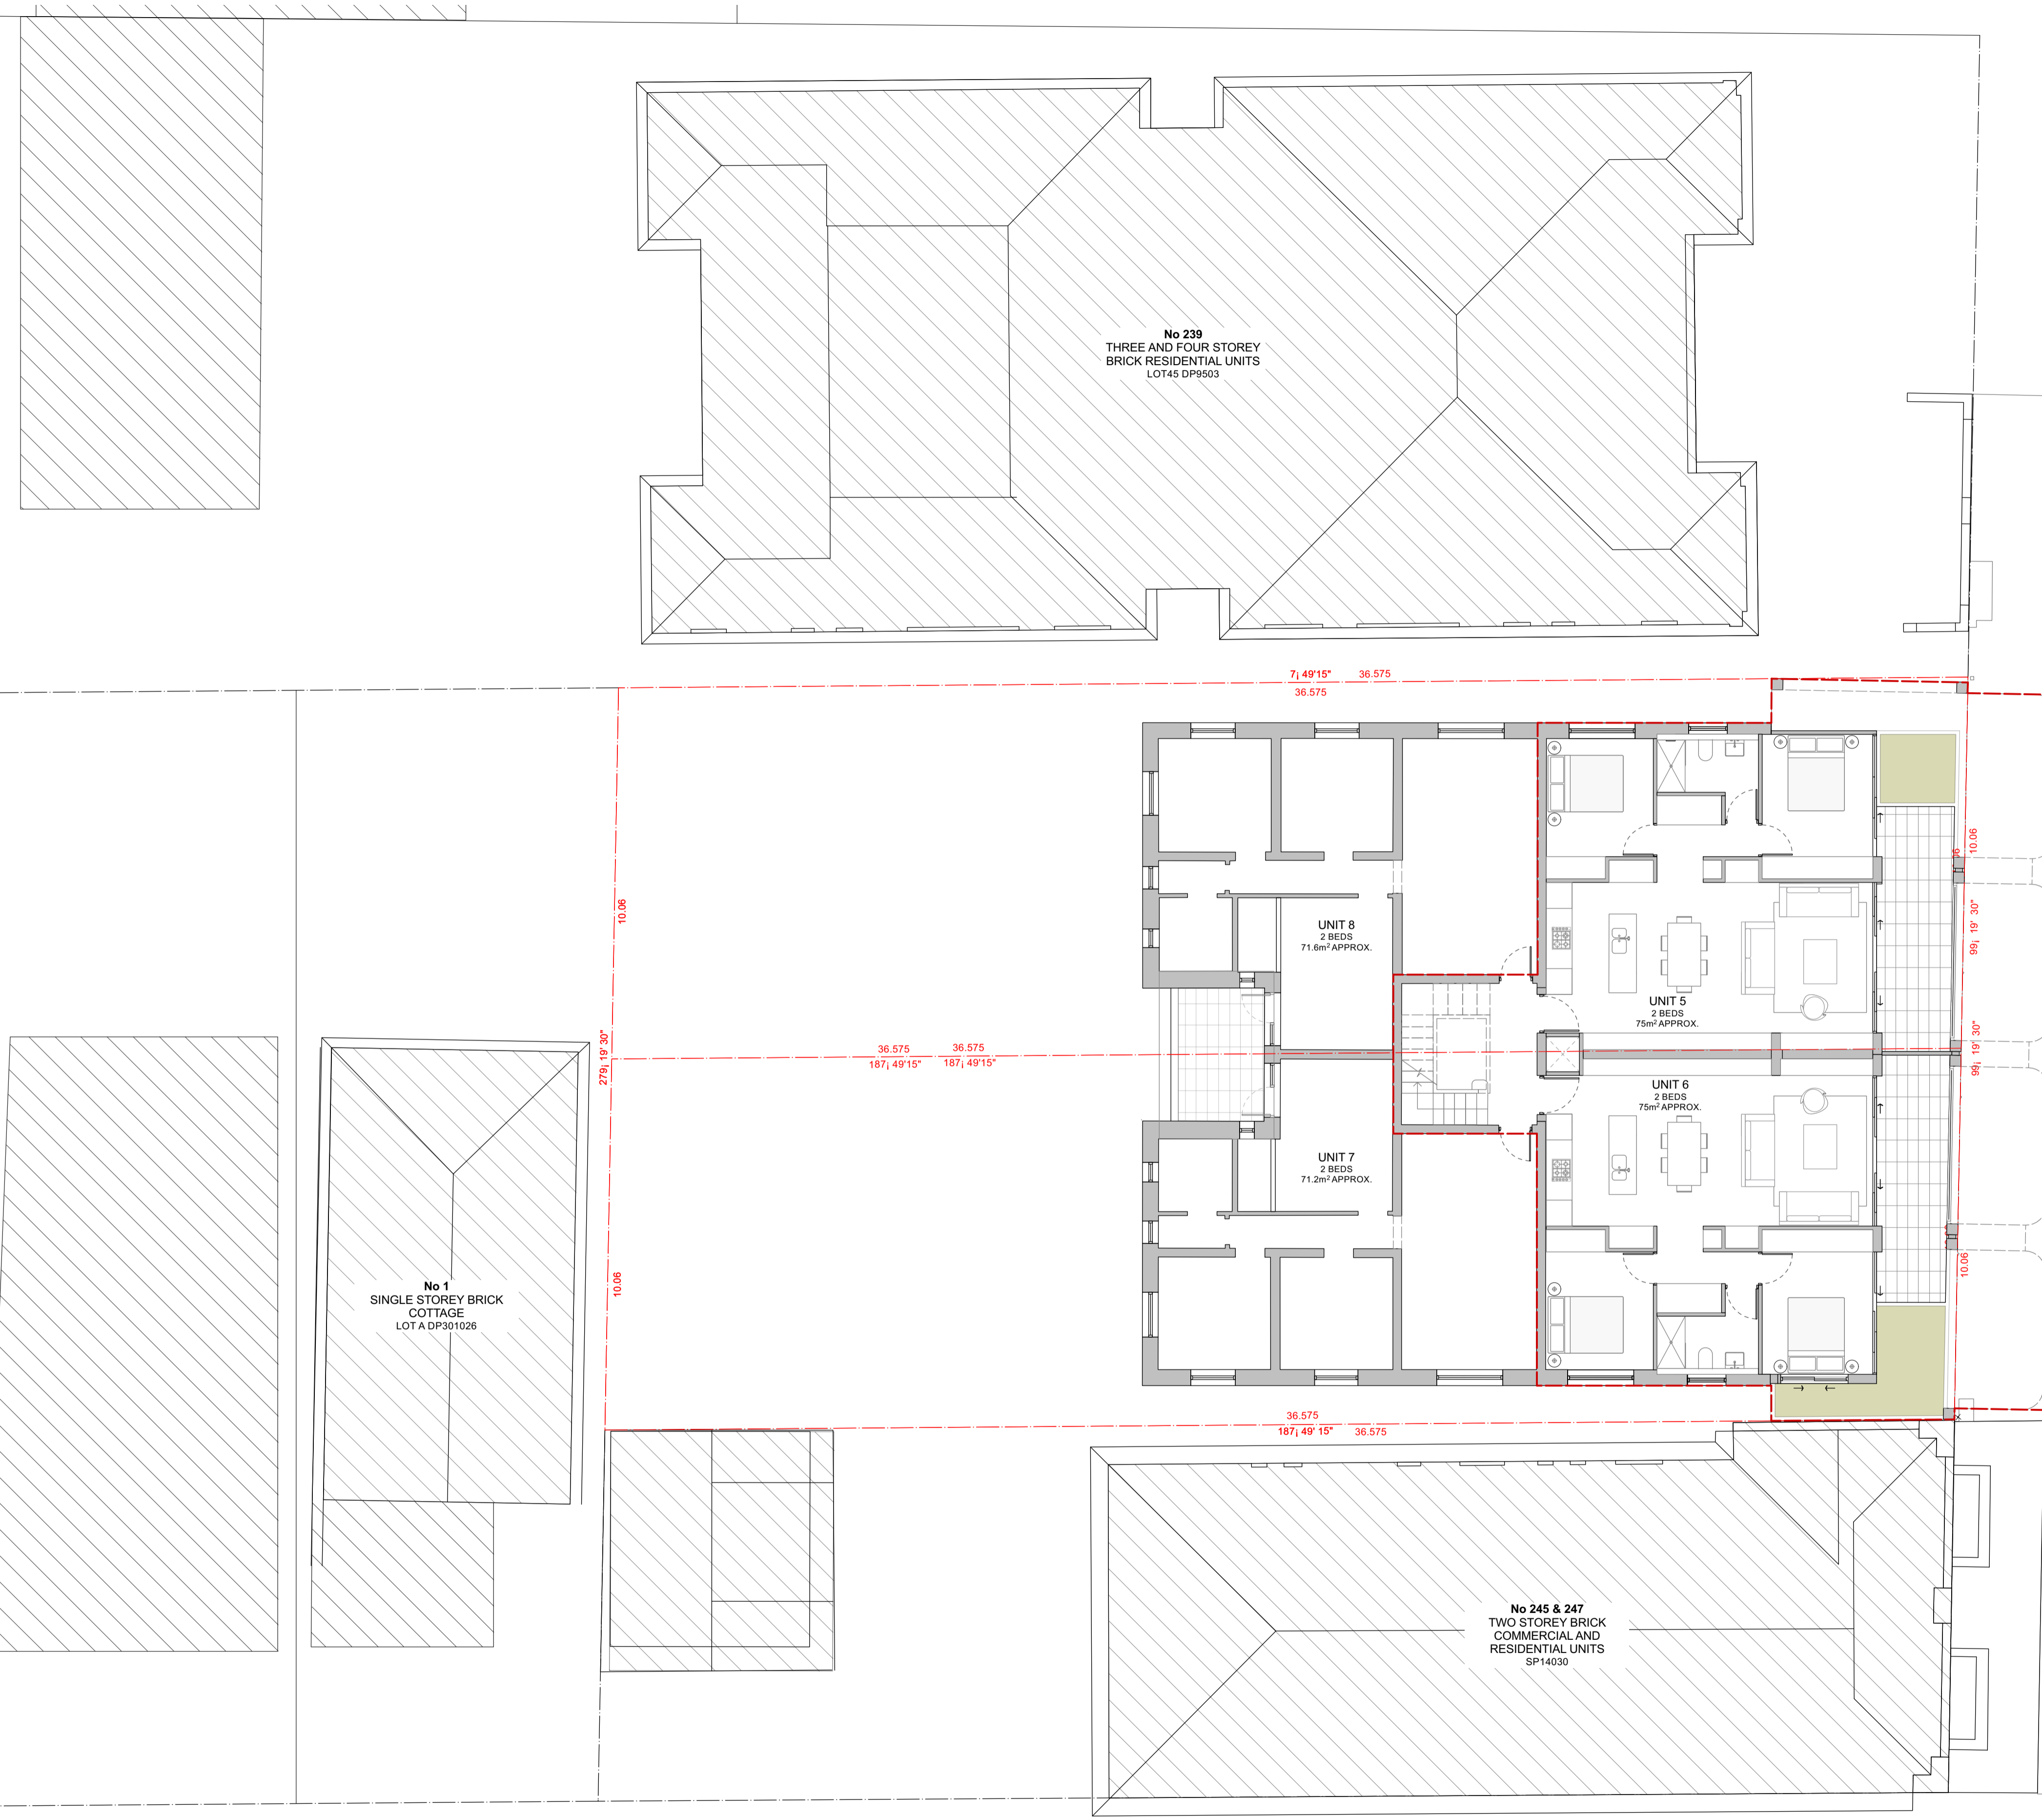 No 239
THREE AND FOUR STOREY
BRICK RESIDENTIAL UNITS
LOT45 DP9503
7¡ 49'15" 36.575
36.575
10.06
10.06
99¡ 19' 30"
UNIT 8
2 BEDS
71.6m² APPROX.
UNIT 5
2 BEDS
75m² APPROX.
279¡ 19' 30"
36.575 36.575
187¡ 49'15" 187¡ 49'15"
99¡ 19' 30"
UNIT 6
2 BEDS
75m² APPROX.
UNIT 7
2 BEDS
71.2m² APPROX.
10.06
10.06
No 1
SINGLE STOREY BRICK
COTTAGE
LOT A DP301026
36.575
187¡ 49' 15" 36.575
No 245 & 247
TWO STOREY BRICK
COMMERCIAL AND
RESIDENTIAL UNITS
SP14030